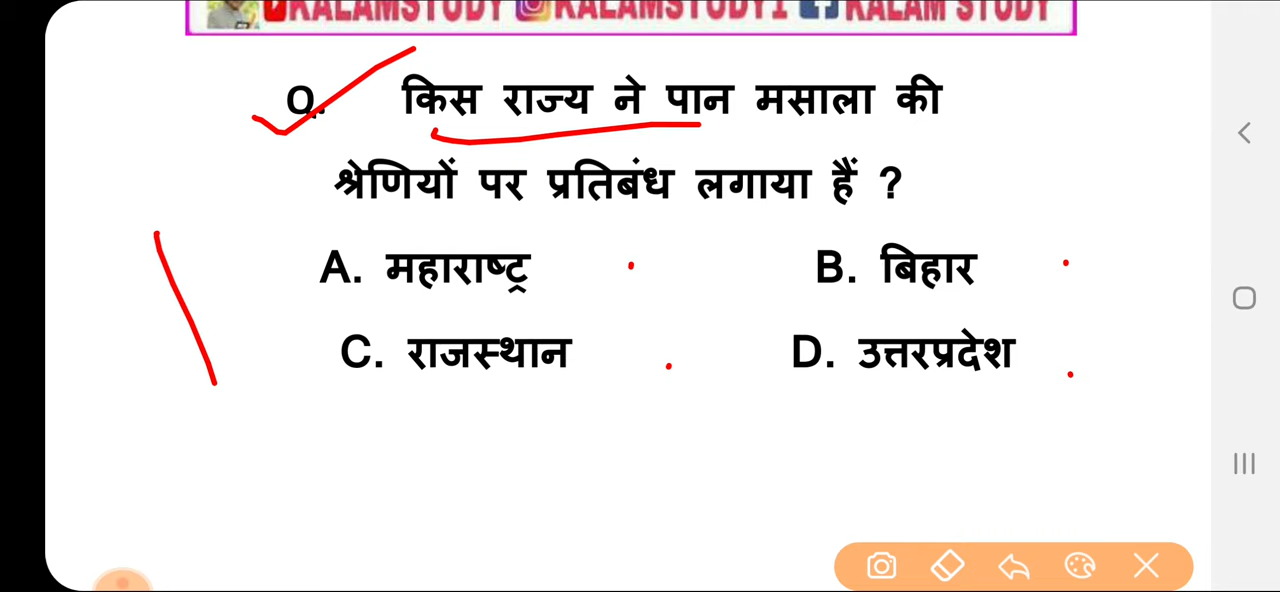 KALAMSTUDY KALAMSTUDY1 KALAM STUDY
Q. किस राज्य ने पान मसाला की
श्रेणियों पर प्रतिबंध लगाया हैं ?
A. महाराष्ट्र B. बिहार
C. राजस्थान D. उत्तरप्रदेश